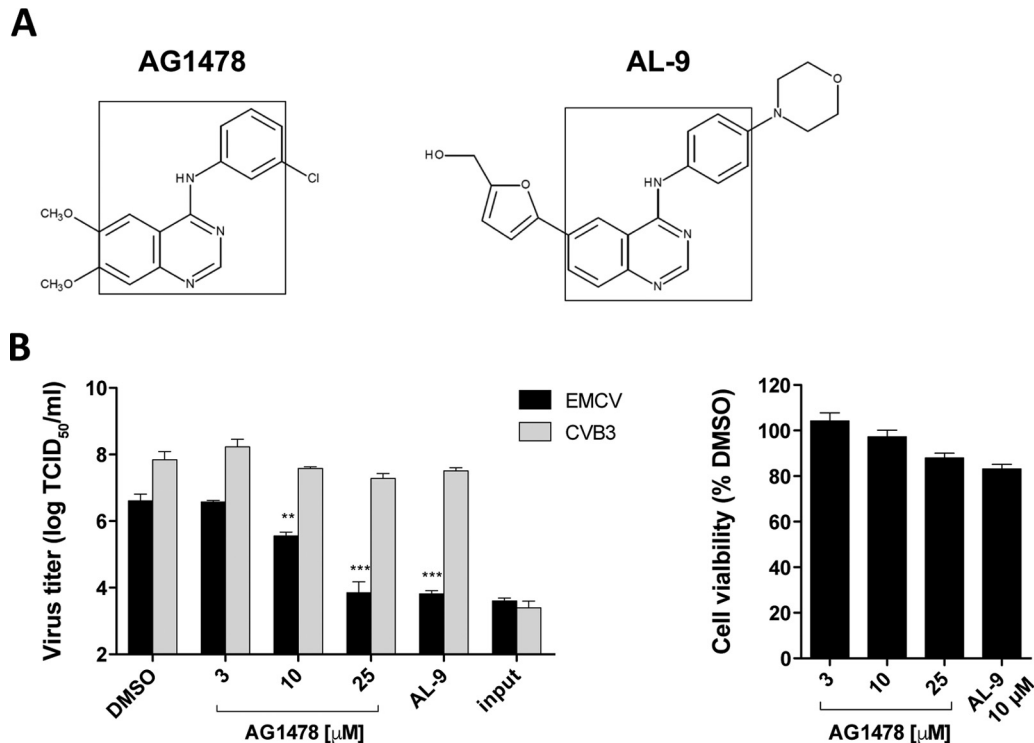 A
AG1478
AL-9
HN
Cl
CH₃O
CH₃O
N
N
HO
O
HN
N
N
N
O
B
Virus titer (log TCID₅₀/ml)
10
8
6
4
2
**
***
***
DMSO
3
10
25
AL-9
input
AG1478 [µM]
EMCV
CVB3
Cell vialbility (% DMSO)
120
100
80
60
40
20
0
3
10
25
AL-9
10 µM
AG1478 [µM]